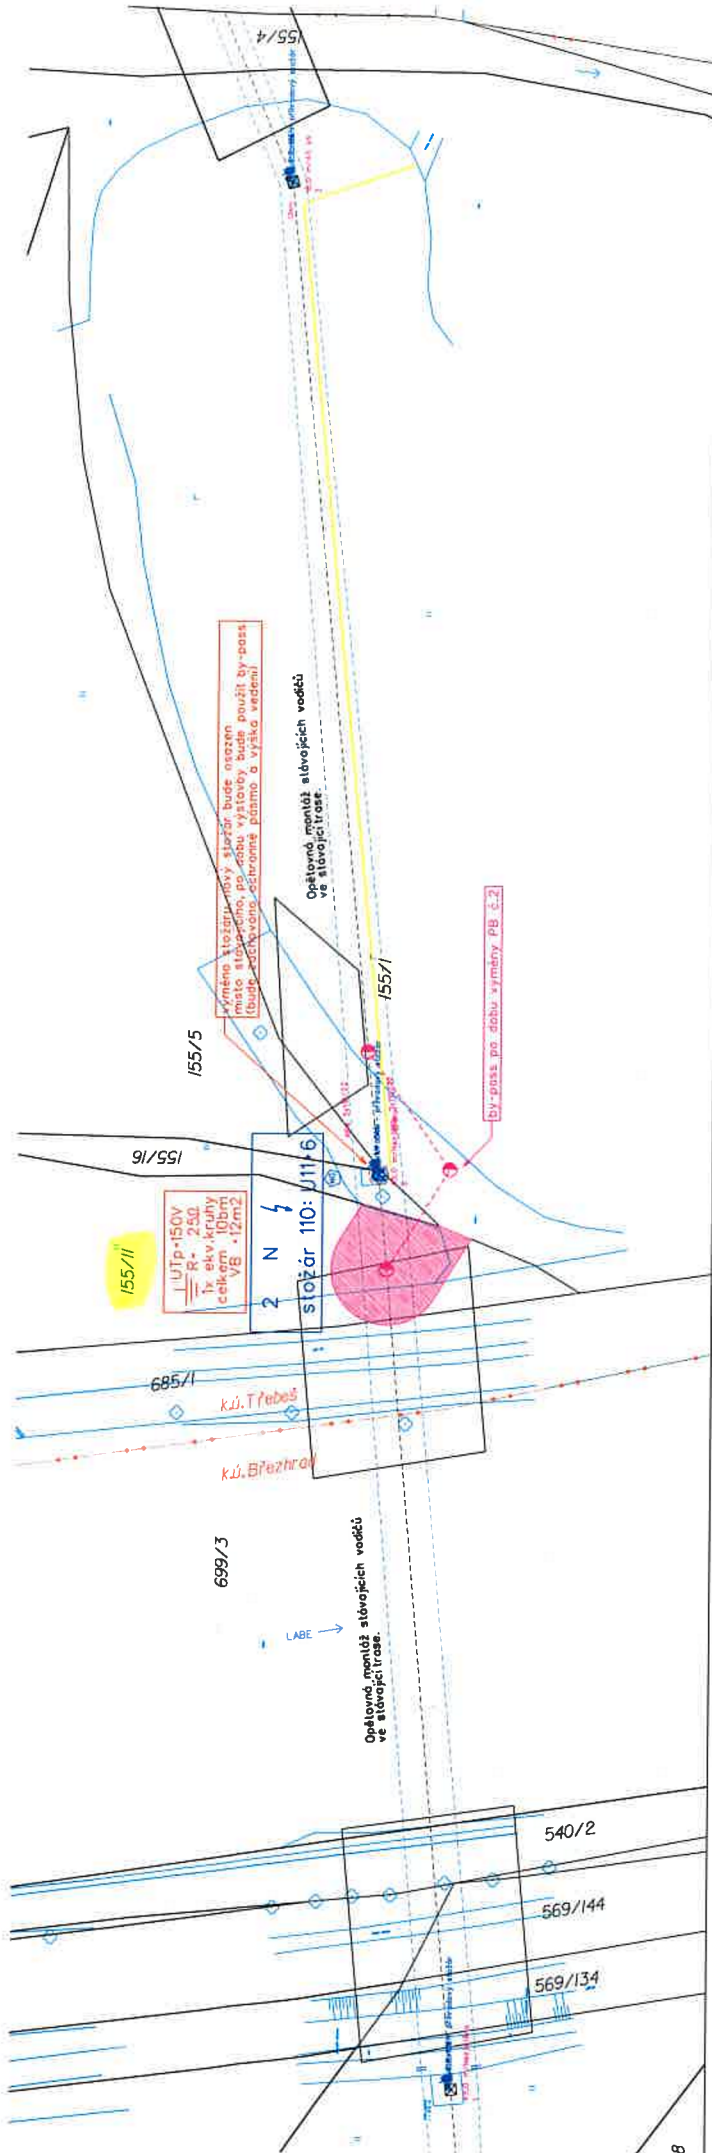 155/4
výměna stožáru: nový stožár bude osazen
místo stávajícího, po dobu výstavby bude použit by-pass
(bude zachováno ochranné pásmo a výška vedení)
Opětovná montáž stávajících vodičů
ve stávající trase.
155/1
155/5
by-pass po dobu výměny PB č.2
155/16
155/11
UTp=150V
R= 25Ω
1x ekv.kruhy
celkem 10bm
VB =12m2
2 N
stožár 110: U11+6
685/1
k.ú.Třebeš
k.ú.Březhrad
699/3
LABE
Opětovná montáž stávajících vodičů
ve stávající trase.
540/2
569/144
569/134
8